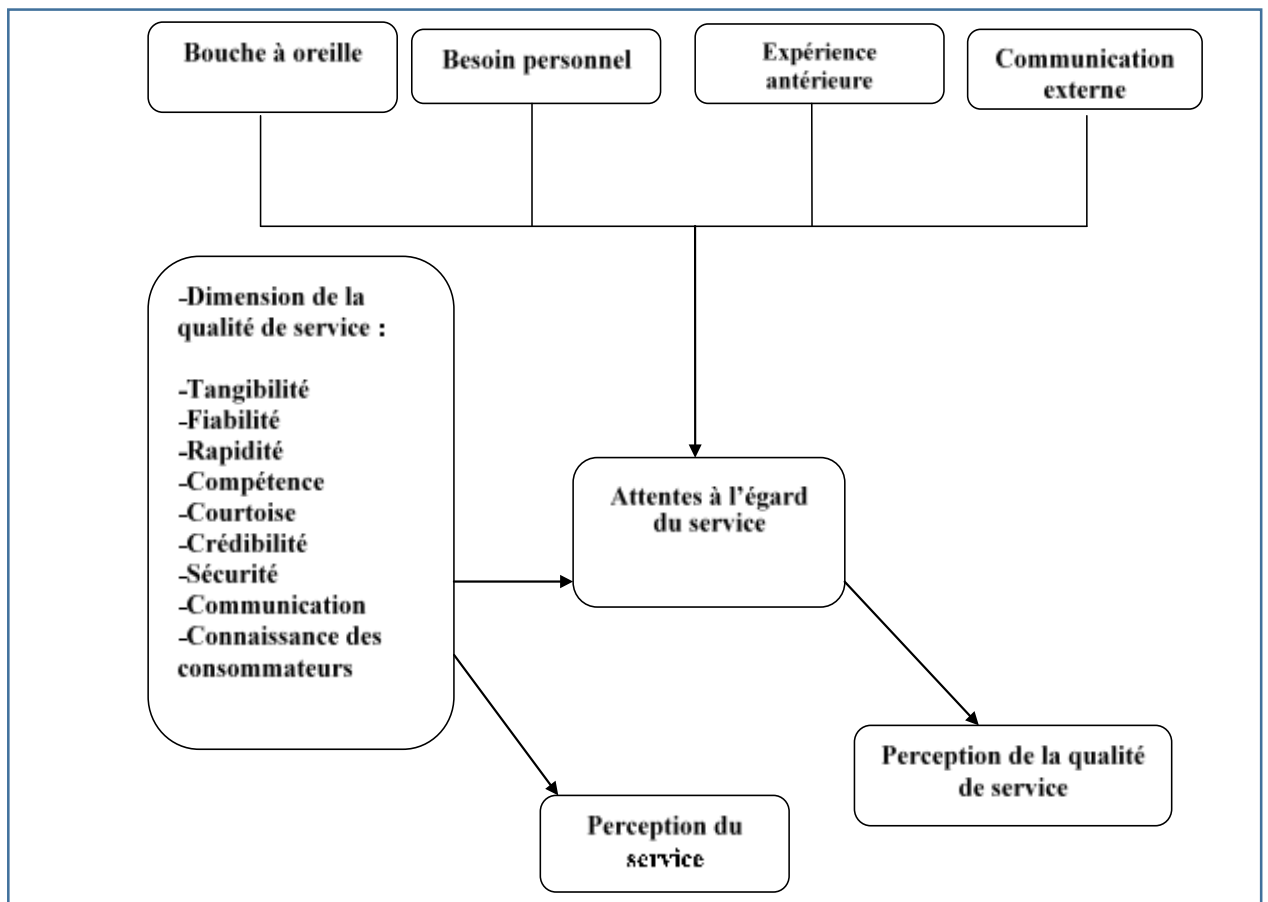 Bouche à oreille
Besoin personnel
Expérience
antérieure
Communication
externe
-Dimension de la
qualité de service :
-Tangibilité
-Fiabilité
-Rapidité
-Compétence
-Courtoise
-Crédibilité
-Sécurité
-Communication
-Connaissance des
consommateurs
Attentes à l’égard
du service
Perception de la qualité
de service
Perception du
service